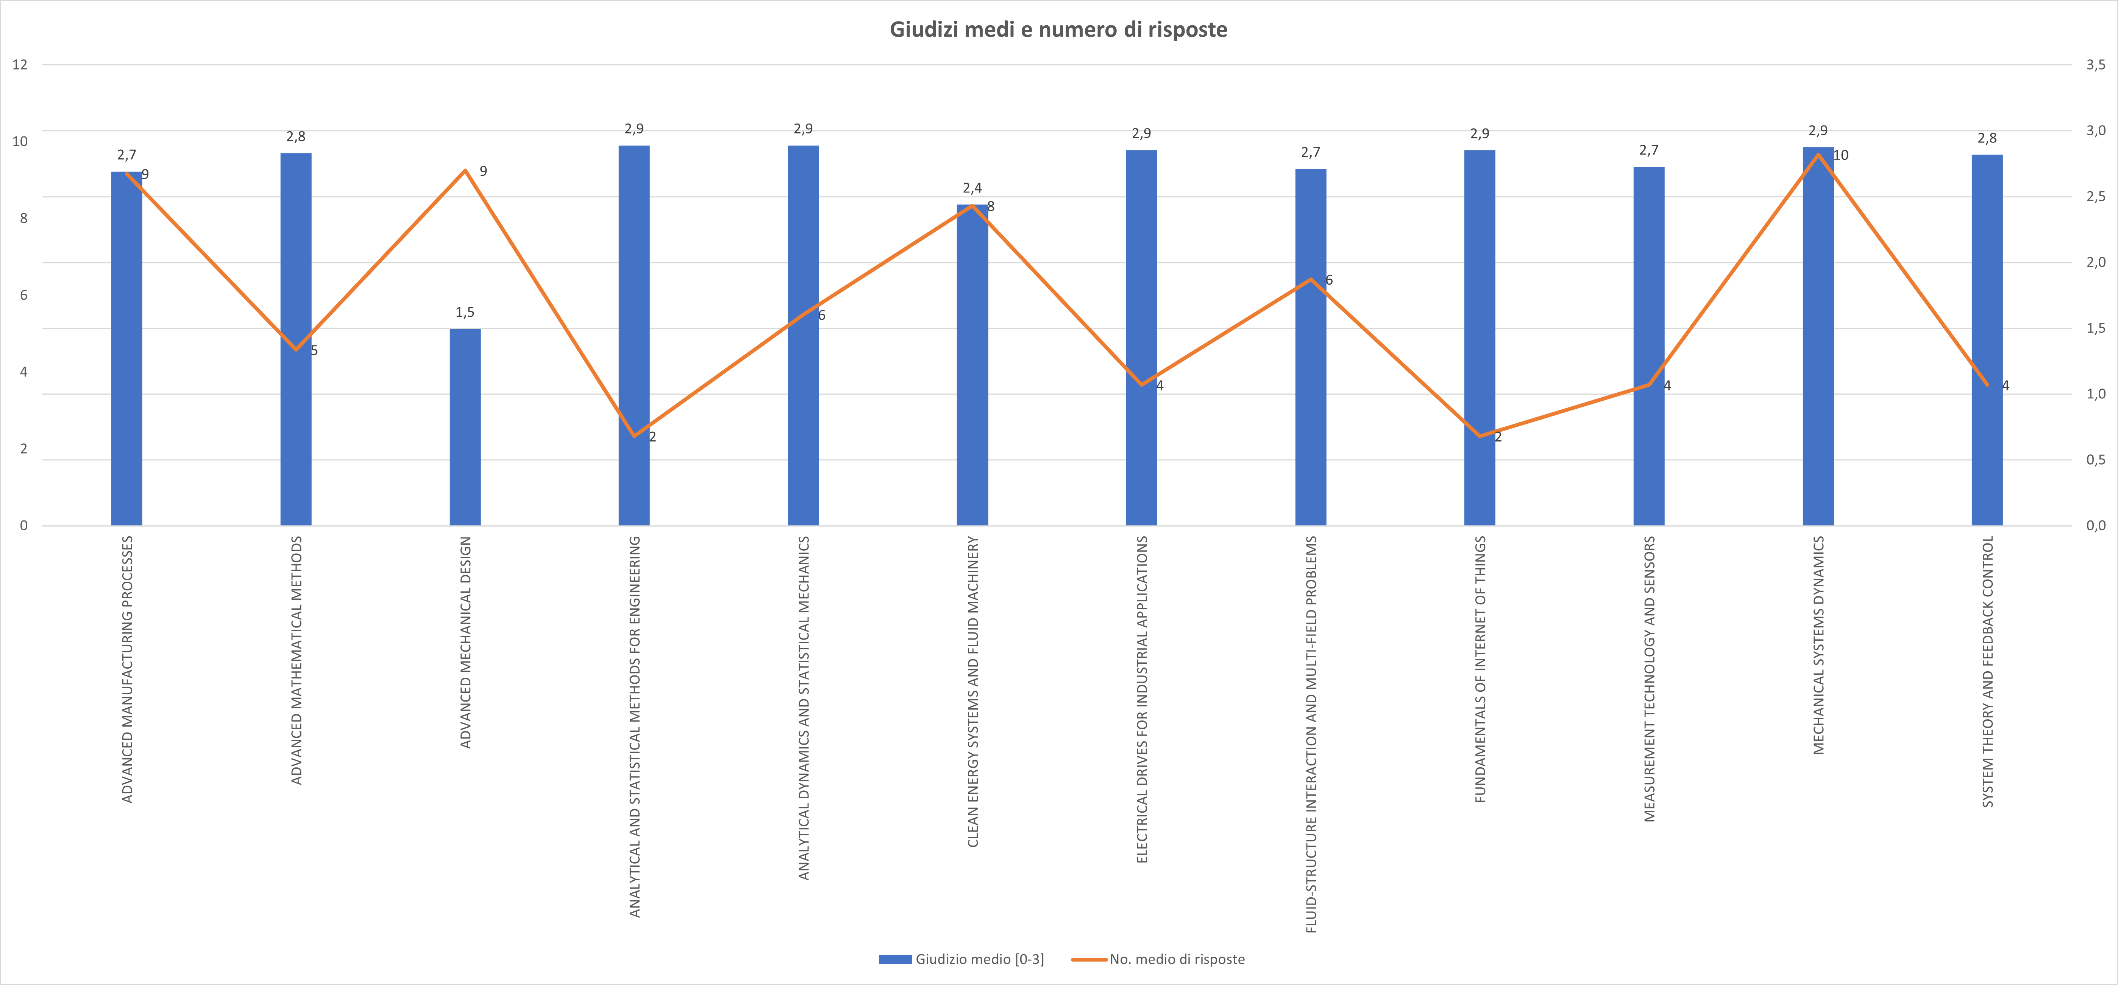 Giudizi medi e numero di risposte
12
10
8
6
4
2
0
3,5
3,0
2,5
2,0
1,5
1,0
0,5
0,0
2,7
2,8
1,5
2,9
2,9
2,4
2,9
2,7
2,9
2,7
2,9
2,8
9
5
9
2
6
8
4
6
2
4
10
4
ADVANCED MANUFACTURING PROCESSES
ADVANCED MATHEMATICAL METHODS
ADVANCED MECHANICAL DESIGN
ANALYTICAL AND STATISTICAL METHODS FOR ENGINEERING
ANALYTICAL DYNAMICS AND STATISTICAL MECHANICS
CLEAN ENERGY SYSTEMS AND FLUID MACHINERY
ELECTRICAL DRIVES FOR INDUSTRIAL APPLICATIONS
FLUID-STRUCTURE INTERACTION AND MULTI-FIELD PROBLEMS
FUNDAMENTALS OF INTERNET OF THINGS
MEASUREMENT TECHNOLOGY AND SENSORS
MECHANICAL SYSTEMS DYNAMICS
SYSTEM THEORY AND FEEDBACK CONTROL
Giudizio medio [0-3]
No. medio di risposte